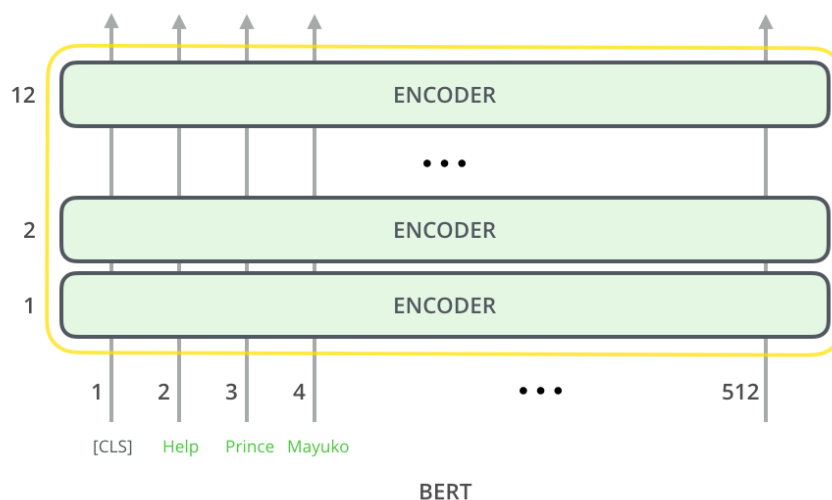 12 ENCODER
•••
2 ENCODER
1 ENCODER
1 2 3 4 ••• 512
[CLS] Help Prince Mayuko
BERT